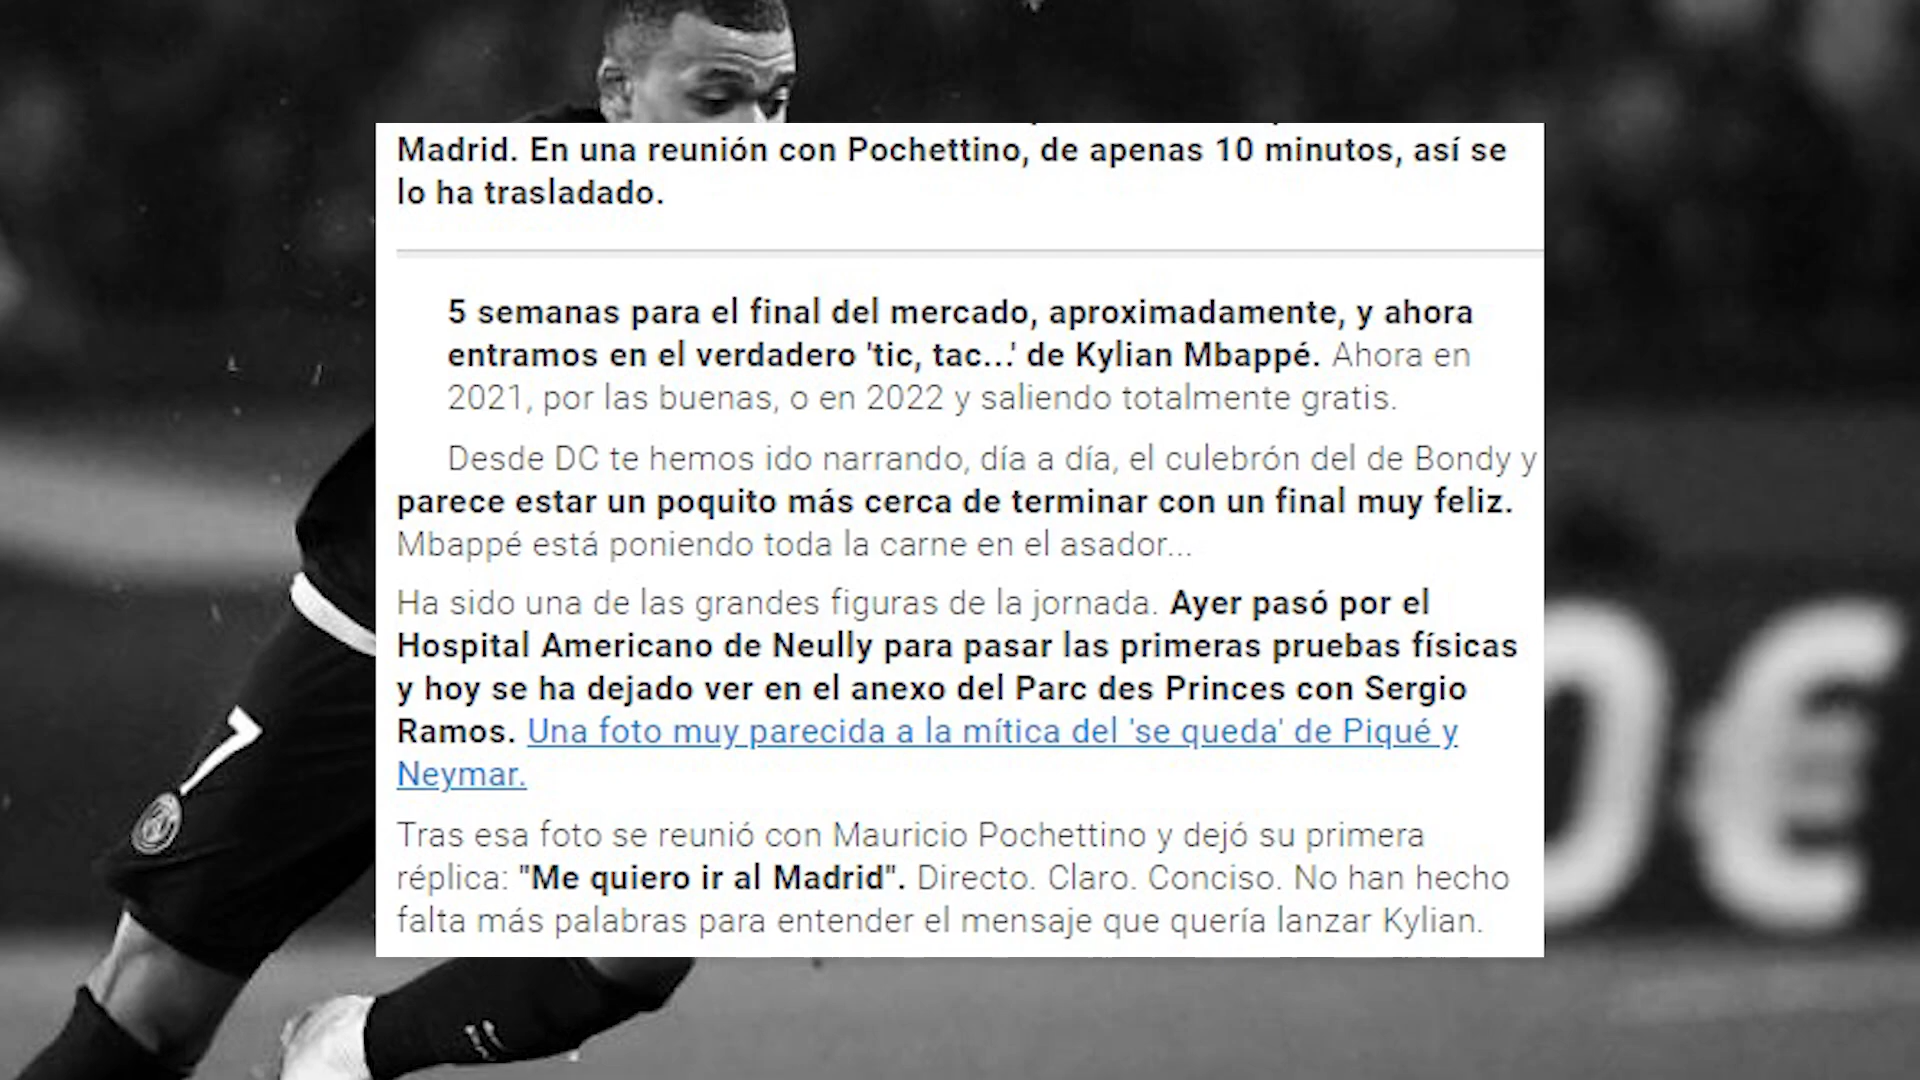 Madrid. En una reunión con Pochettino, de apenas 10 minutos, así se
lo ha trasladado.
5 semanas para el final del mercado, aproximadamente, y ahora
entramos en el verdadero 'tic, tac...' de Kylian Mbappé. Ahora en
2021, por las buenas, o en 2022 y saliendo totalmente gratis.
Desde DC te hemos ido narrando, día a día, el culebrón del de Bondy y
parece estar un poquito más cerca de terminar con un final muy feliz.
Mbappé está poniendo toda la carne en el asador...
Ha sido una de las grandes figuras de la jornada. Ayer pasó por el
Hospital Americano de Neully para pasar las primeras pruebas físicas
y hoy se ha dejado ver en el anexo del Parc des Princes con Sergio
Ramos. Una foto muy parecida a la mítica del 'se queda' de Piqué y
Neymar.
Tras esa foto se reunió con Mauricio Pochettino y dejó su primera
réplica: "Me quiero ir al Madrid". Directo. Claro. Conciso. No han hecho
falta más palabras para entender el mensaje que quería lanzar Kylian.
7